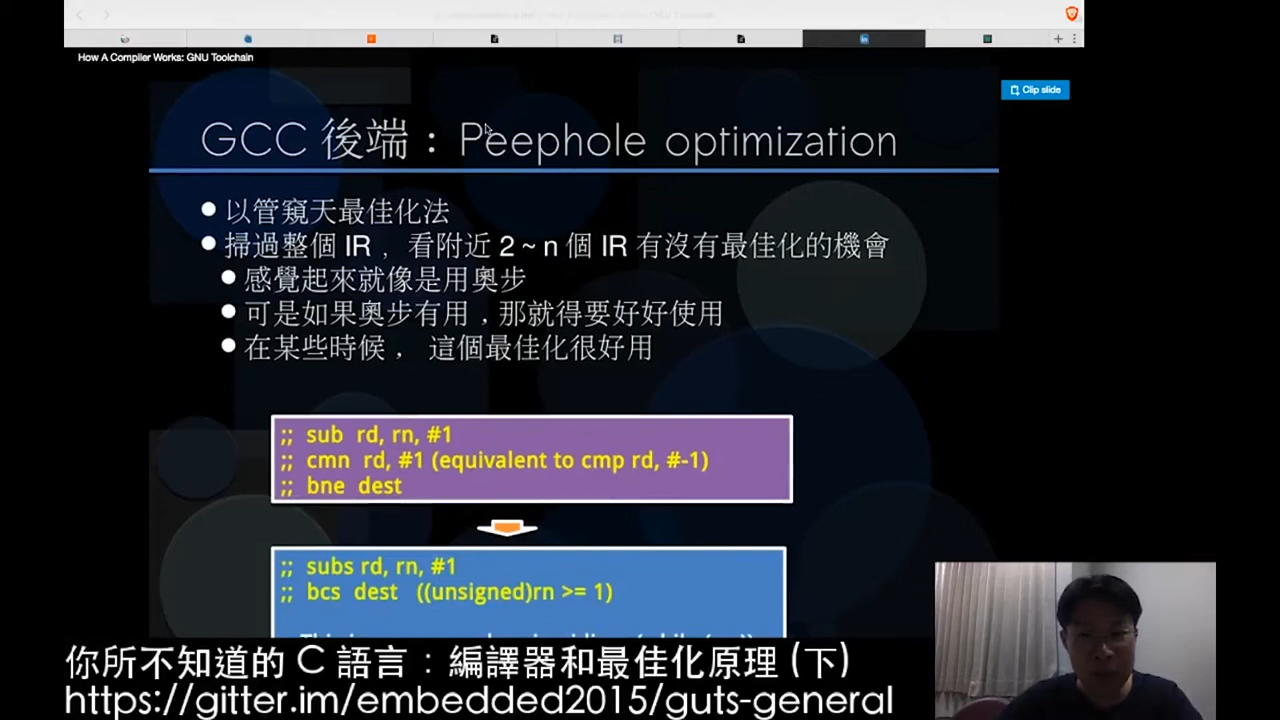 How A Compiler Works: GNU Toolchain
Clip slide
GCC 後端：Peephole optimization
以管窺天最佳化法
掃過整個 IR，看附近 2 ~ n 個 IR 有沒有最佳化的機會
感覺起來就像是用奧步
可是如果奧步有用，那就得要好好使用
在某些時候， 這個最佳化很好用
;; sub rd, rn, #1
;; cmn rd, #1 (equivalent to cmp rd, #-1)
;; bne dest
;; subs rd, rn, #1
;; bcs dest ((unsigned)rn >= 1)
你所不知道的 C 語言：編譯器和最佳化原理 (下)
https://gitter.im/embedded2015/guts-general